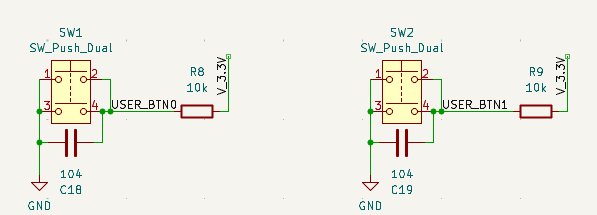 SW1
SW_Push_Dual
1 2
3 4
USER_BTN0
R8
10k
V_3.3V
104
C18
GND
SW2
SW_Push_Dual
1 2
3 4
USER_BTN1
R9
10k
V_3.3V
104
C19
GND